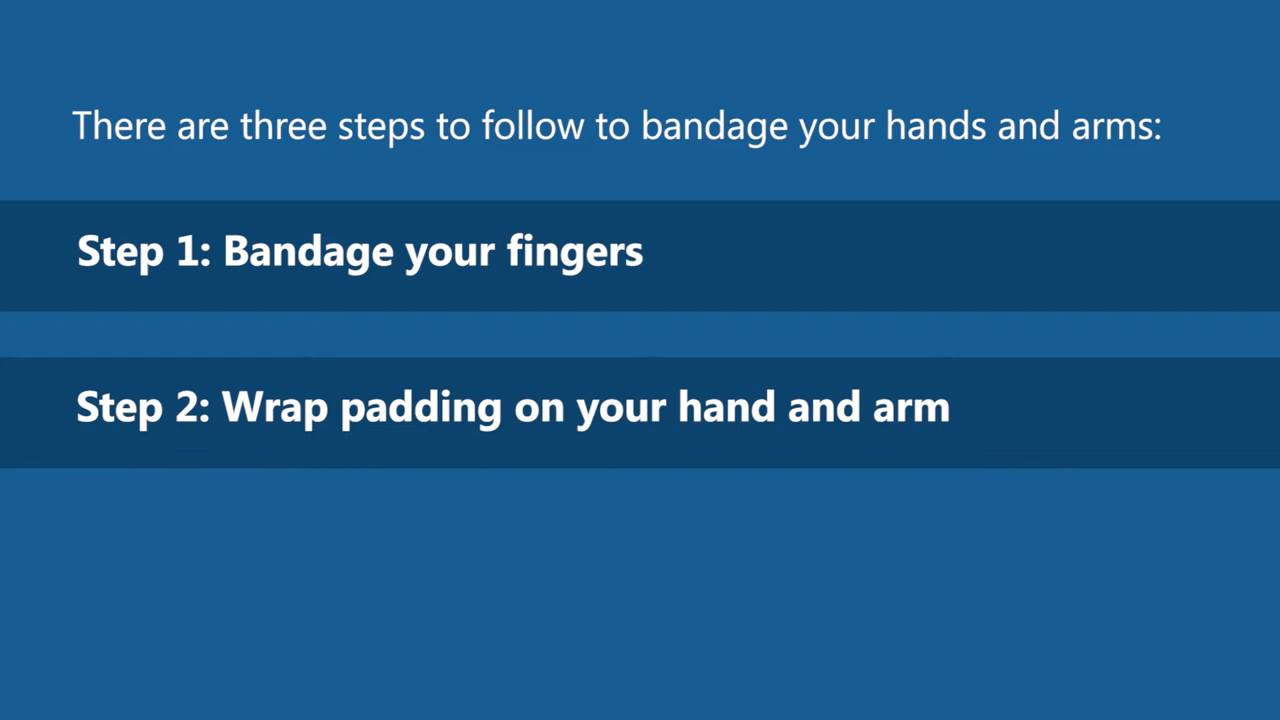 There are three steps to follow to bandage your hands and arms:
Step 1: Bandage your fingers
Step 2: Wrap padding on your hand and arm